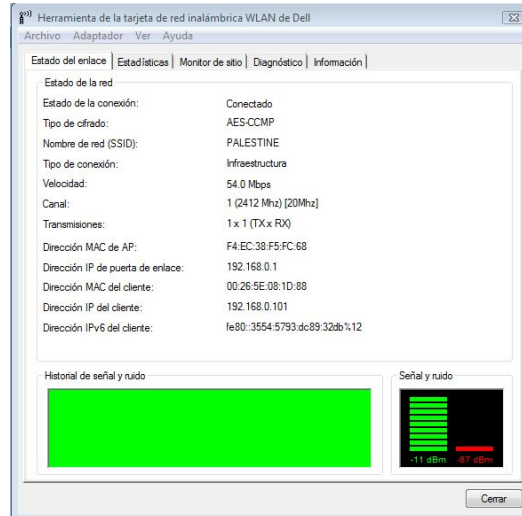 Herramienta de la tarjeta de red inalámbrica WLAN de Dell
Archivo Adaptador Ver Ayuda
Estado del enlace Estadísticas Monitor de sitio Diagnóstico Información
Estado de la red
Estado de la conexión: Conectado
Tipo de cifrado: AES-CCMP
Nombre de red (SSID): PALESTINE
Tipo de conexión: Infraestructura
Velocidad: 54.0 Mbps
Canal: 1 (2412 Mhz) [20Mhz]
Transmisiones: 1 x 1 (TX x RX)
Dirección MAC de AP: F4:EC:38:F5:FC:68
Dirección IP de puerta de enlace: 192.168.0.1
Dirección MAC del cliente: 00:26:5E:08:1D:88
Dirección IP del cliente: 192.168.0.101
Dirección IPv6 del cliente: fe80::3554:5793:dc89:32db%12
Historial de señal y ruido Señal y ruido
-11 dBm -87 dBm
Cerrar